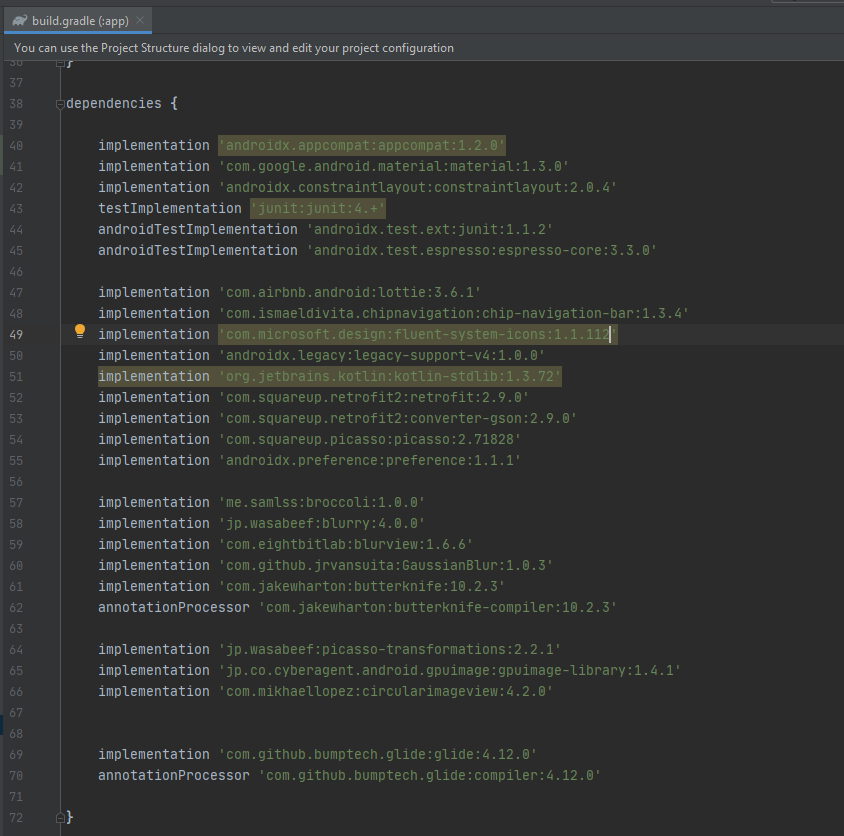 build.gradle (:app)
You can use the Project Structure dialog to view and edit your project configuration
36 }
37
38 dependencies {
39
40 implementation 'androidx.appcompat:appcompat:1.2.0'
41 implementation 'com.google.android.material:material:1.3.0'
42 implementation 'androidx.constraintlayout:constraintlayout:2.0.4'
43 testImplementation 'junit:junit:4.+'
44 androidTestImplementation 'androidx.test.ext:junit:1.1.2'
45 androidTestImplementation 'androidx.test.espresso:espresso-core:3.3.0'
46
47 implementation 'com.airbnb.android:lottie:3.6.1'
48 implementation 'com.ismaeldivita.chipnavigation:chip-navigation-bar:1.3.4'
49 implementation 'com.microsoft.design:fluent-system-icons:1.1.112'
50 implementation 'androidx.legacy:legacy-support-v4:1.0.0'
51 implementation 'org.jetbrains.kotlin:kotlin-stdlib:1.3.72'
52 implementation 'com.squareup.retrofit2:retrofit:2.9.0'
53 implementation 'com.squareup.retrofit2:converter-gson:2.9.0'
54 implementation 'com.squareup.picasso:picasso:2.71828'
55 implementation 'androidx.preference:preference:1.1.1'
56
57 implementation 'me.samlss:broccoli:1.0.0'
58 implementation 'jp.wasabeef:blurry:4.0.0'
59 implementation 'com.eightbitlab:blurview:1.6.6'
60 implementation 'com.github.jrvansuita:GaussianBlur:1.0.3'
61 implementation 'com.jakewharton:butterknife:10.2.3'
62 annotationProcessor 'com.jakewharton:butterknife-compiler:10.2.3'
63
64 implementation 'jp.wasabeef:picasso-transformations:2.2.1'
65 implementation 'jp.co.cyberagent.android.gpuimage:gpuimage-library:1.4.1'
66 implementation 'com.mikhaellopez:circularimageview:4.2.0'
67
68
69 implementation 'com.github.bumptech.glide:glide:4.12.0'
70 annotationProcessor 'com.github.bumptech.glide:compiler:4.12.0'
71
72 }